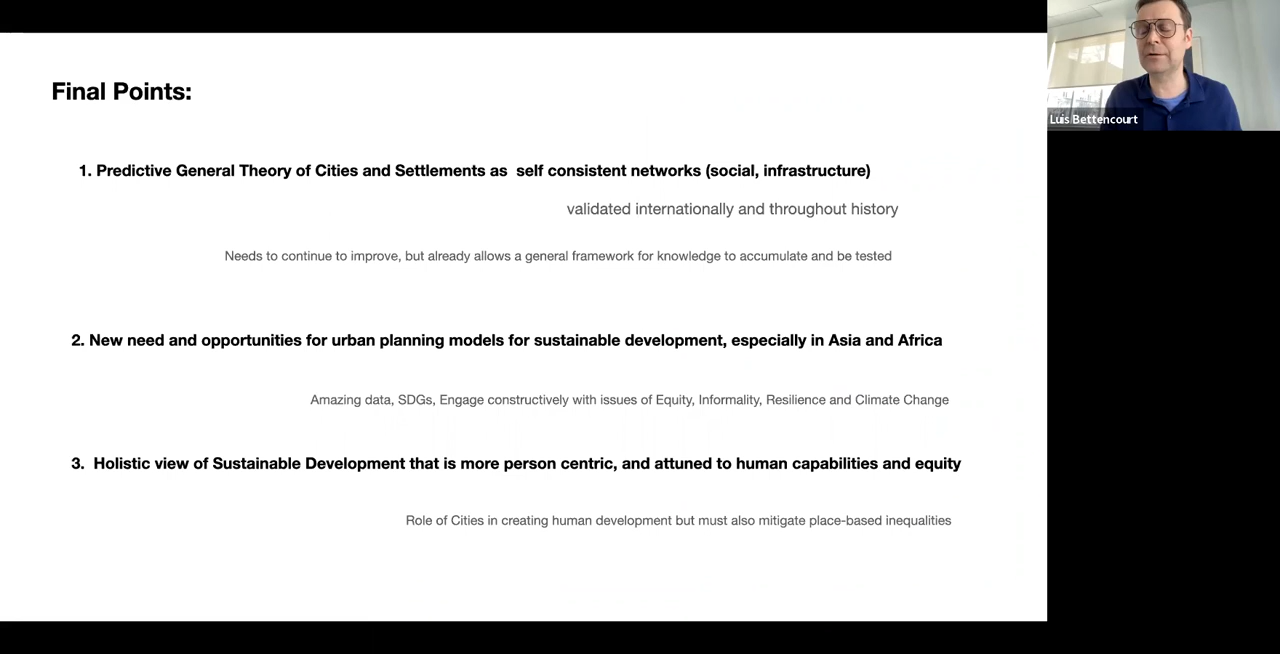 Final Points:
Luis Bettencourt
1. Predictive General Theory of Cities and Settlements as self consistent networks (social, infrastructure)
validated internationally and throughout history
Needs to continue to improve, but already allows a general framework for knowledge to accumulate and be tested
2. New need and opportunities for urban planning models for sustainable development, especially in Asia and Africa
Amazing data, SDGs, Engage constructively with issues of Equity, Informality, Resilience and Climate Change
3. Holistic view of Sustainable Development that is more person centric, and attuned to human capabilities and equity
Role of Cities in creating human development but must also mitigate place-based inequalities